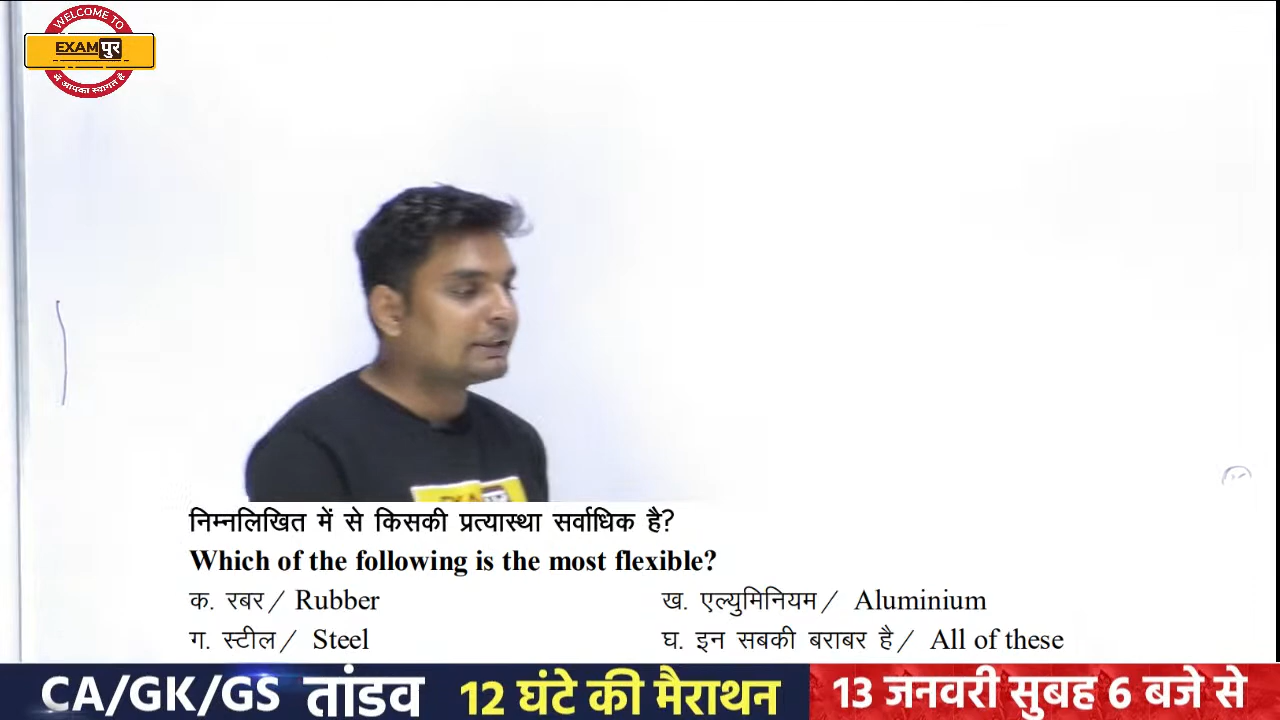 WELCOME TO
EXAMपुर
में आपका स्वागत है
निम्नलिखित में से किसकी प्रत्यास्था सर्वाधिक है?
Which of the following is the most flexible?
क. रबर / Rubber
ख. एल्युमिनियम / Aluminium
ग. स्टील / Steel
घ. इन सबकी बराबर है / All of these
CA/GK/GS तांडव 12 घंटे की मैराथन 13 जनवरी सुबह 6 बजे से